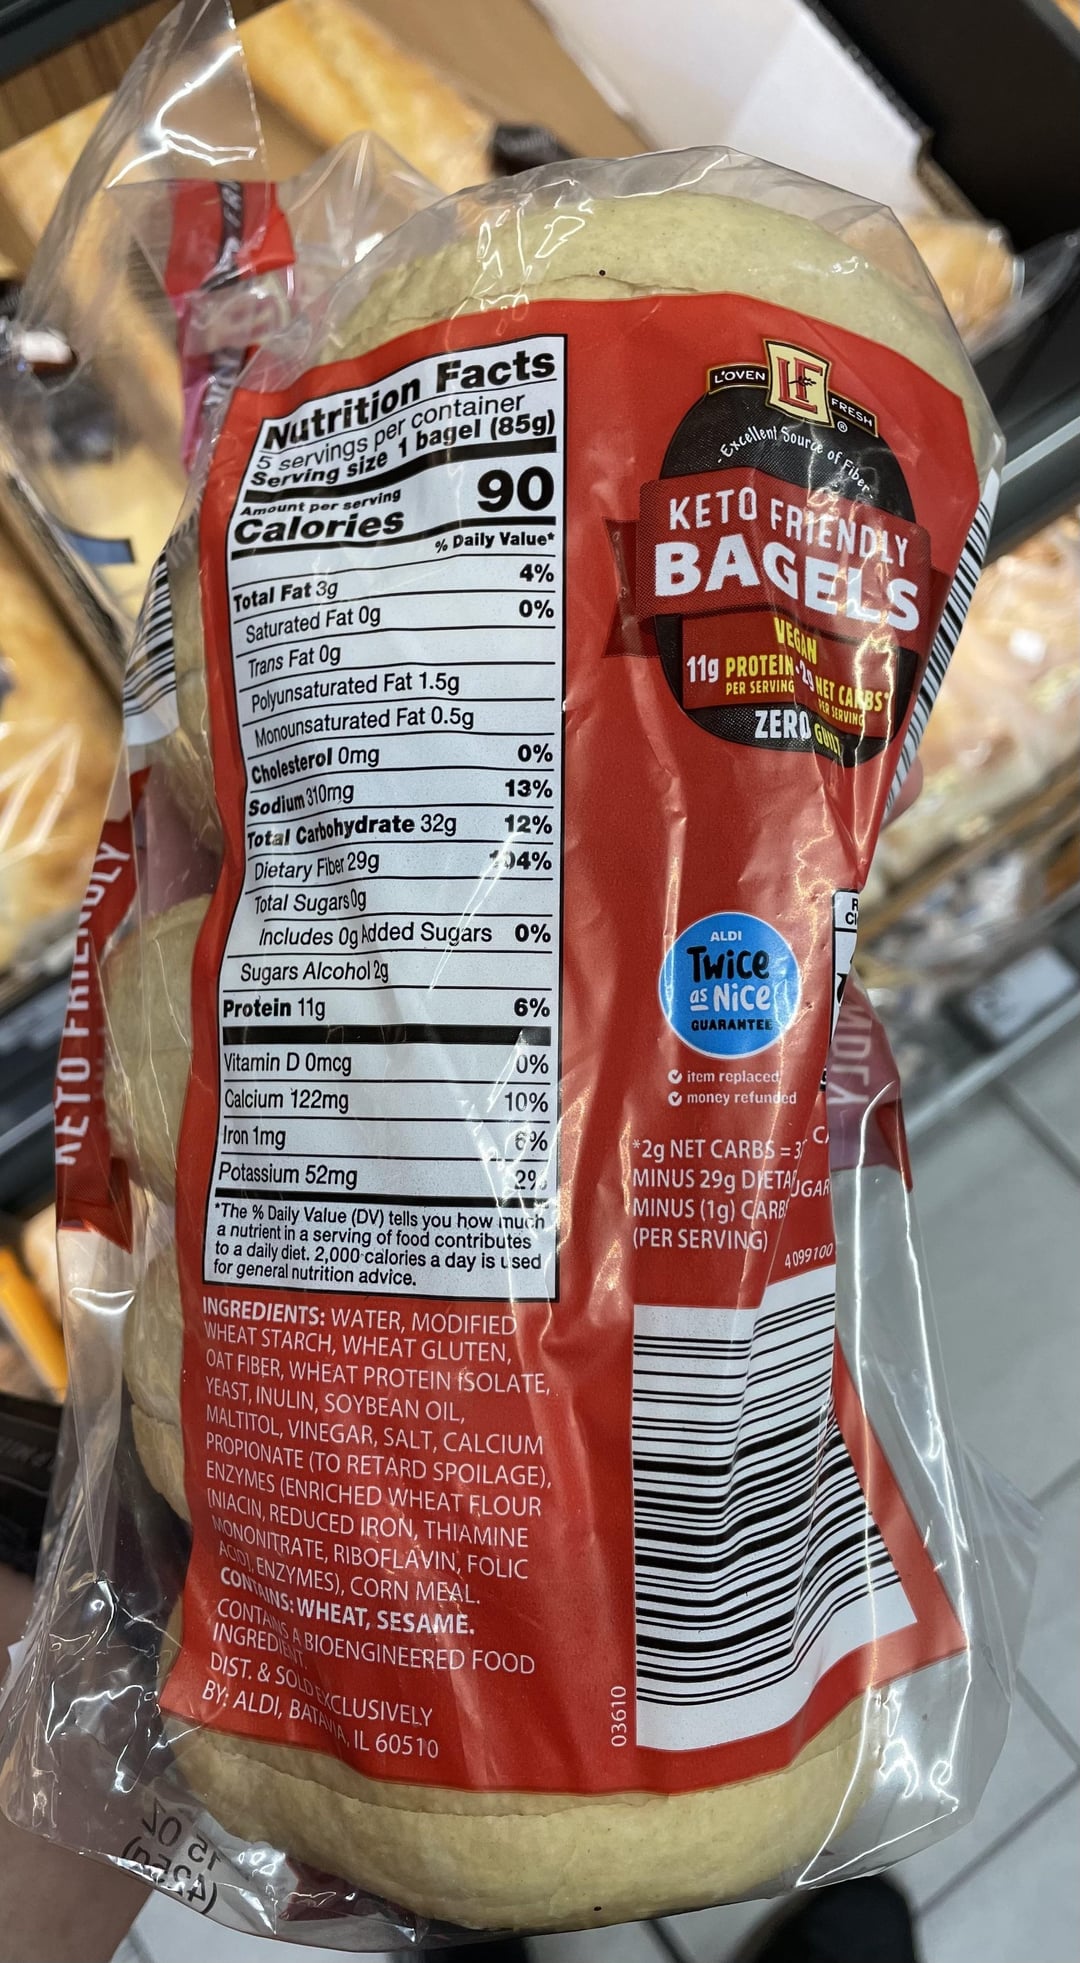 Nutrition Facts
5 servings per container
Serving size 1 bagel (85g)
Amount per serving
Calories 90
% Daily Value*
Total Fat 3g 4%
Saturated Fat 0g 0%
Trans Fat 0g
Polyunsaturated Fat 1.5g
Monounsaturated Fat 0.5g
Cholesterol 0mg 0%
Sodium 310mg 13%
Total Carbohydrate 32g 12%
Dietary Fiber 29g 104%
Total Sugars 0g
Includes 0g Added Sugars 0%
Sugars Alcohol 2g
Protein 11g 6%
Vitamin D 0mcg 0%
Calcium 122mg 10%
Iron 1mg 6%
Potassium 52mg 2%
*The % Daily Value (DV) tells you how much
a nutrient in a serving of food contributes
to a daily diet. 2,000 calories a day is used
for general nutrition advice.
INGREDIENTS: WATER, MODIFIED
WHEAT STARCH, WHEAT GLUTEN,
OAT FIBER, WHEAT PROTEIN ISOLATE,
YEAST, INULIN, SOYBEAN OIL,
MALTITOL, VINEGAR, SALT, CALCIUM
PROPIONATE (TO RETARD SPOILAGE),
ENZYMES (ENRICHED WHEAT FLOUR
(NIACIN, REDUCED IRON, THIAMINE
MONONITRATE, RIBOFLAVIN, FOLIC
ACID), ENZYMES), CORN MEAL.
CONTAINS: WHEAT, SESAME.
CONTAINS A BIOENGINEERED FOOD
INGREDIENT
DIST. & SOLD EXCLUSIVELY
BY: ALDI, BATAVIA, IL 60510
L'OVEN LF FRESH®
- Excellent Source of Fiber -
KETO FRIENDLY
BAGELS
VEGAN
11g PROTEIN • 2g NET CARBS*
PER SERVING PER SERVING
ZERO GUILT
ALDI
Twice
as Nice
GUARANTEE
item replaced
money refunded
*2g NET CARBS = 3
MINUS 29g DIETA
MINUS (1g) CARB
(PER SERVING)
4099100
03610
KETO FRIENDLY
NDLY
15 OZ
(425g)